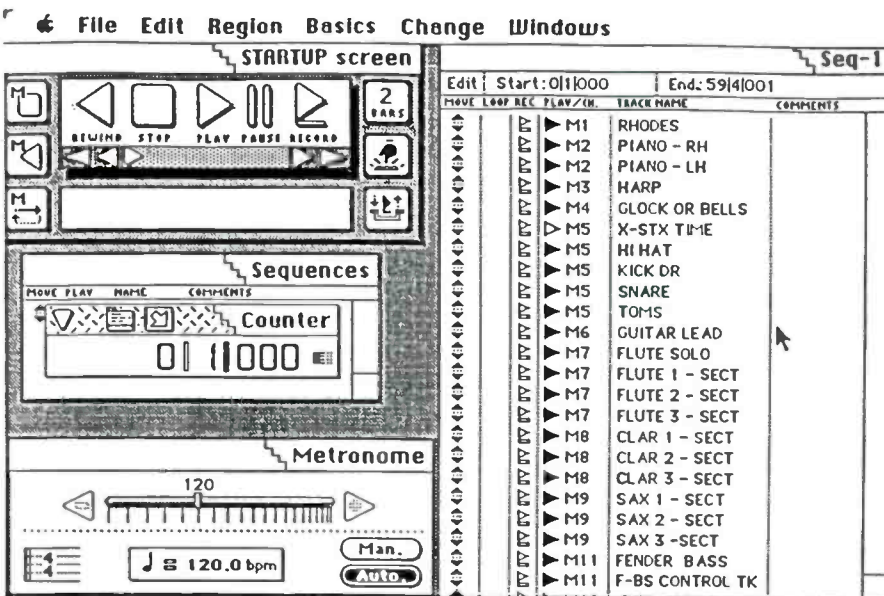 File Edit Region Basics Change Windows
STARTUP screen
M
REWIND STOP PLAY PAUSE RECORD
2
BARS
M
M
Sequences
MOVE PLAY NAME COMMENTS
Counter
0|1|000
Metronome
120
4
4
♩ = 120.0 bpm
Man.
Auto
Seq-1
Edit Start:0|1|000 End:59|4|001
MOVE LOOP REC PLAY/CH. TRACK NAME COMMENTS
M1 RHODES
M2 PIANO - RH
M2 PIANO - LH
M3 HARP
M4 GLOCK OR BELLS
M5 X-STX TIME
M5 HI HAT
M5 KICK DR
M5 SNARE
M5 TOMS
M6 GUITAR LEAD
M7 FLUTE SOLO
M7 FLUTE 1 - SECT
M7 FLUTE 2 - SECT
M7 FLUTE 3 - SECT
M8 CLAR 1 - SECT
M8 CLAR 2 - SECT
M8 CLAR 3 - SECT
M9 SAX 1 - SECT
M9 SAX 2 - SECT
M9 SAX 3 -SECT
M11 FENDER BASS
M11 F-BS CONTROL TK